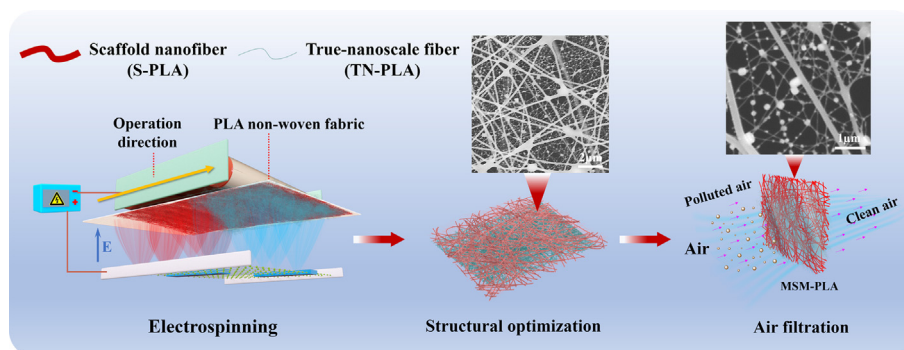 Scaffold nanofiber
(S-PLA)
True-nanoscale fiber
(TN-PLA)
Operation
direction
PLA non-woven fabric
E
2μm
1μm
Polluted air
Clean air
Air
MSM-PLA
Electrospinning
Structural optimization
Air filtration